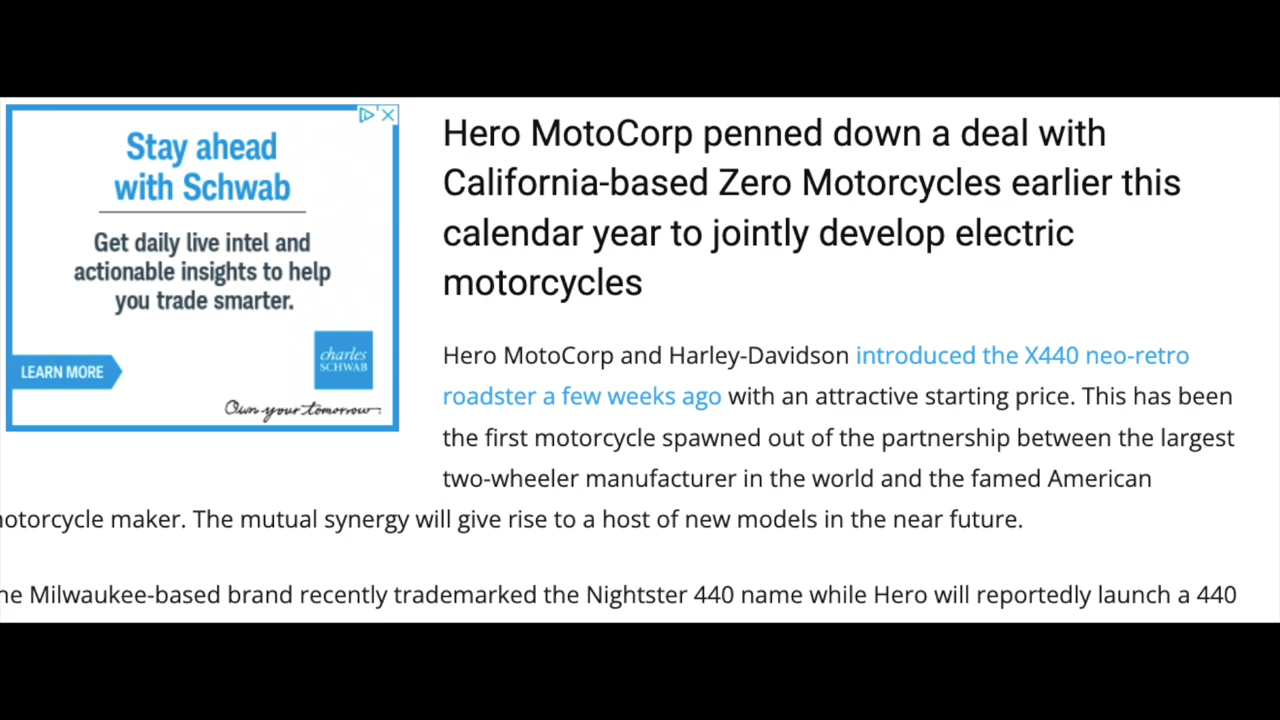 Stay ahead
with Schwab
Get daily live intel and
actionable insights to help
you trade smarter.
LEARN MORE
charles
SCHWAB
Own your tomorrow.
Hero MotoCorp penned down a deal with
California-based Zero Motorcycles earlier this
calendar year to jointly develop electric
motorcycles
Hero MotoCorp and Harley-Davidson introduced the X440 neo-retro
roadster a few weeks ago with an attractive starting price. This has been
the first motorcycle spawned out of the partnership between the largest
two-wheeler manufacturer in the world and the famed American
otorcycle maker. The mutual synergy will give rise to a host of new models in the near future.
he Milwaukee-based brand recently trademarked the Nightster 440 name while Hero will reportedly launch a 440